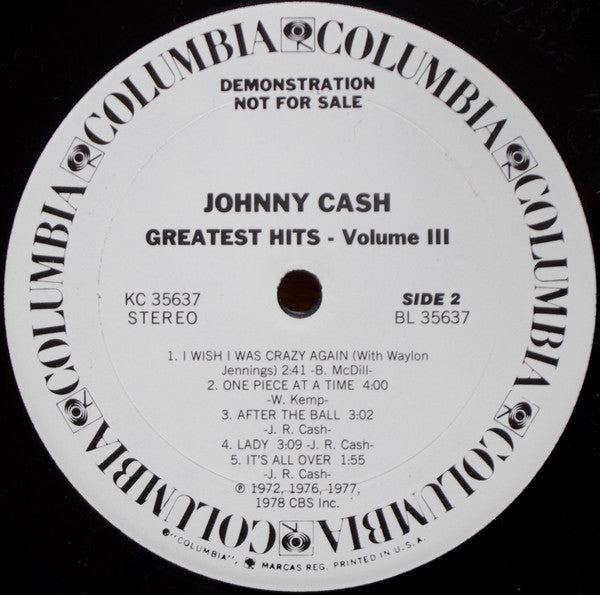 COLUMBIA COLUMBIA COLUMBIA COLUMBIA COLUMBIA COLUMBIA COLUMBIA
DEMONSTRATION
NOT FOR SALE
JOHNNY CASH
GREATEST HITS - Volume III
KC 35637 SIDE 2
STEREO BL 35637
1. I WISH I WAS CRAZY AGAIN (With Waylon
Jennings) 2:41 -B. McDill-
2. ONE PIECE AT A TIME 4:00
-W. Kemp-
3. AFTER THE BALL 3:02
-J. R. Cash-
4. LADY 3:09 -J. R. Cash-
5. IT'S ALL OVER 1:55
-J. R. Cash-
℗ 1972, 1976, 1977,
1978 CBS Inc.
® "COLUMBIA", MARCAS REG. PRINTED IN U.S.A.